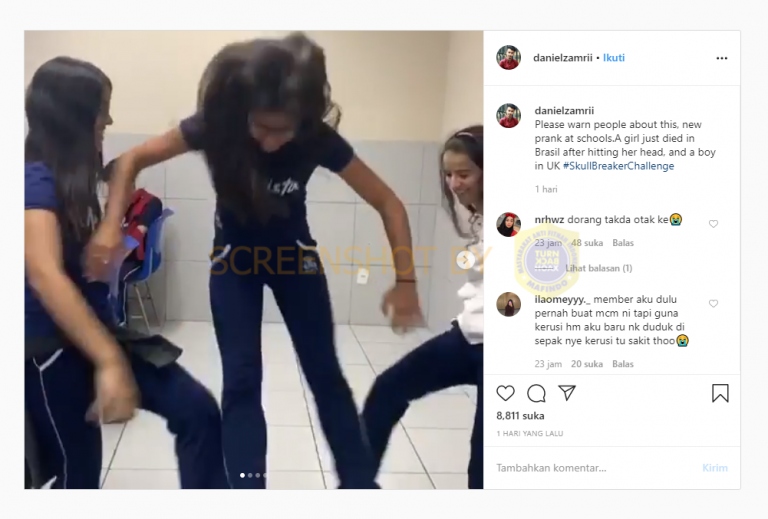 danielzamrii • Ikuti
danielzamrii
Please warn people about this, new
prank at schools.A girl just died in
Brasil after hitting her head, and a boy
in UK #SkullBreakerChallenge
1 hari
nrhwz dorang takda otak ke😭
23 jam 48 suka Balas
Lihat balasan (1)
ilaomeyyy._ member aku dulu
pernah buat mcm ni tapi guna
kerusi hm aku baru nk duduk di
sepak nye kerusi tu sakit thoo😭
23 jam 20 suka Balas
8,811 suka
1 HARI YANG LALU
Tambahkan komentar...
Kirim
SCREENSHOT BY
TURN
BACK
HOAX
MAFINDO